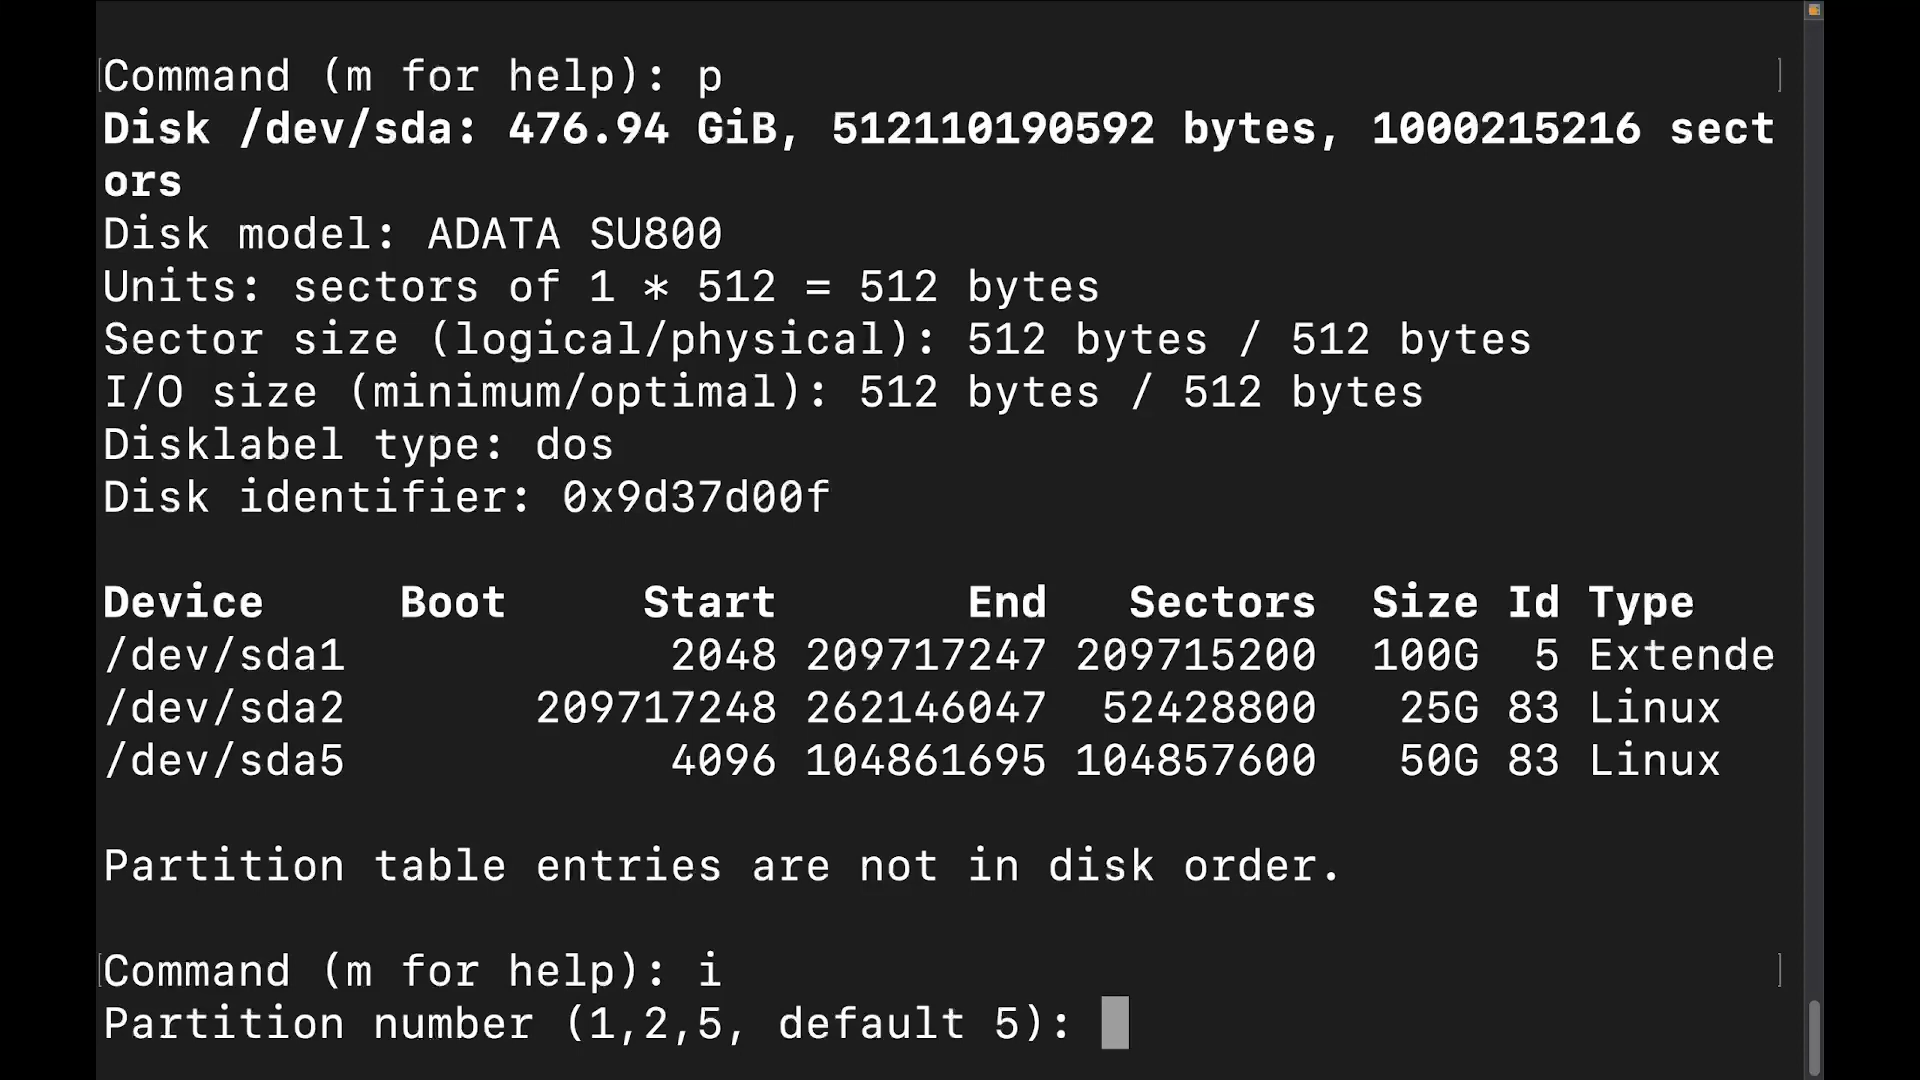 Command (m for help): p
Disk /dev/sda: 476.94 GiB, 512110190592 bytes, 1000215216 sect
ors
Disk model: ADATA SU800
Units: sectors of 1 * 512 = 512 bytes
Sector size (logical/physical): 512 bytes / 512 bytes
I/O size (minimum/optimal): 512 bytes / 512 bytes
Disklabel type: dos
Disk identifier: 0x9d37d00f
Device     Boot     Start       End   Sectors  Size Id Type
/dev/sda1            2048 209717247 209715200  100G  5 Extende
/dev/sda2       209717248 262146047  52428800   25G 83 Linux
/dev/sda5            4096 104861695 104857600   50G 83 Linux
Partition table entries are not in disk order.
Command (m for help): i
Partition number (1,2,5, default 5):